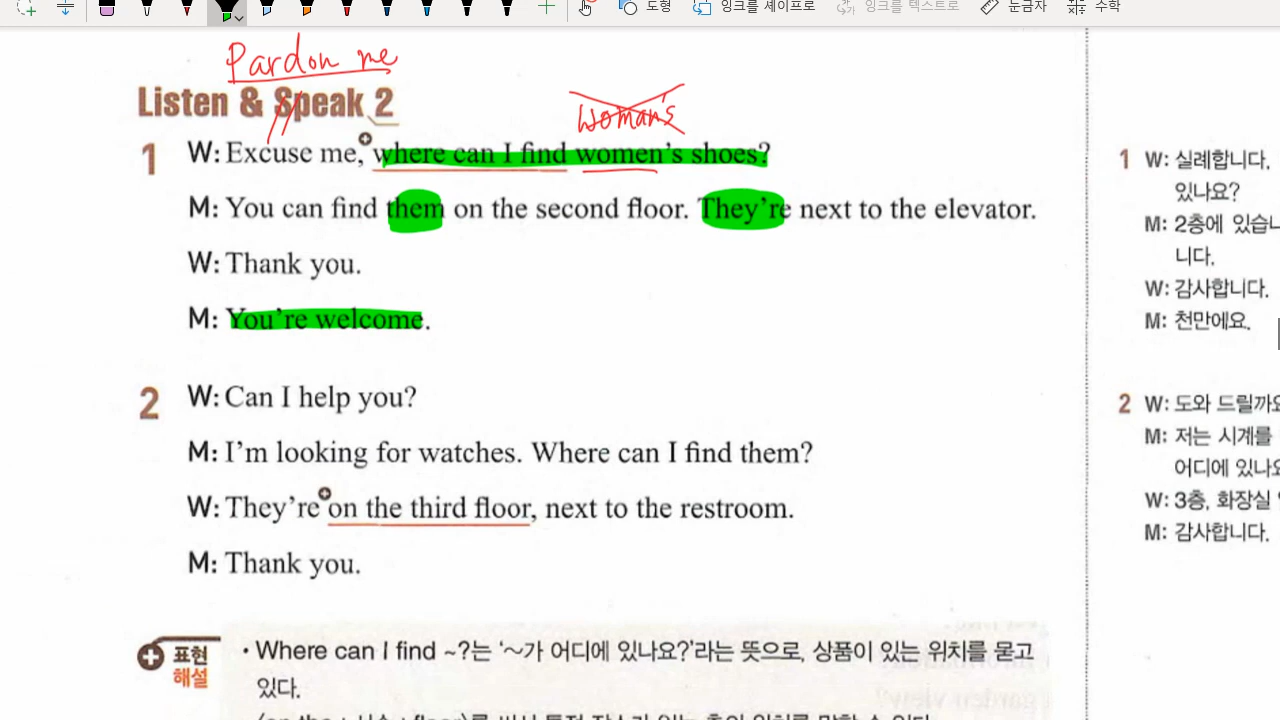 도형 잉크를 셰이프로 잉크를 텍스트로 눈금자 수학
Pardon me
Listen & Speak 2
Woman's
1 W: Excuse me, where can I find women's shoes?
M: You can find them on the second floor. They're next to the elevator.
W: Thank you.
M: You're welcome.
2 W: Can I help you?
M: I'm looking for watches. Where can I find them?
W: They're on the third floor, next to the restroom.
M: Thank you.
표현
해설
• Where can I find ~?는 '~가 어디에 있나요?'라는 뜻으로, 상품이 있는 위치를 묻고
있다.
1 W: 실례합니다,
있나요?
M: 2층에 있습니
니다.
W: 감사합니다.
M: 천만에요.
2 W: 도와 드릴까요
M: 저는 시계를
어디에 있나요
W: 3층, 화장실
M: 감사합니다.